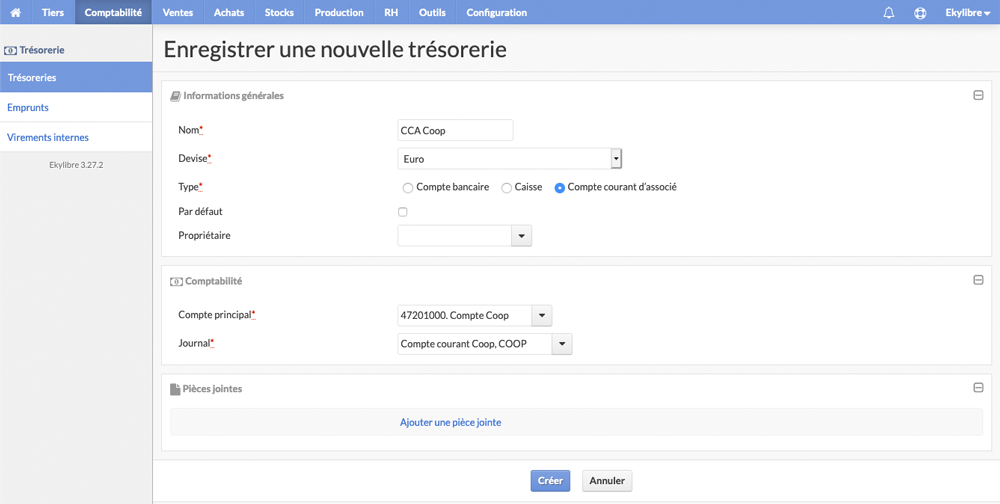 Tiers Comptabilité Ventes Achats Stocks Production RH Outils Configuration Ekylibre
Trésorerie
Trésoreries
Emprunts
Virements internes
Ekylibre 3.27.2
Enregistrer une nouvelle trésorerie
Informations générales
Nom* CCA Coop
Devise* Euro
Type* Compte bancaire Caisse Compte courant d'associé
Par défaut
Propriétaire
Comptabilité
Compte principal* 47201000. Compte Coop
Journal* Compte courant Coop, COOP
Pièces jointes
Ajouter une pièce jointe
Créer Annuler